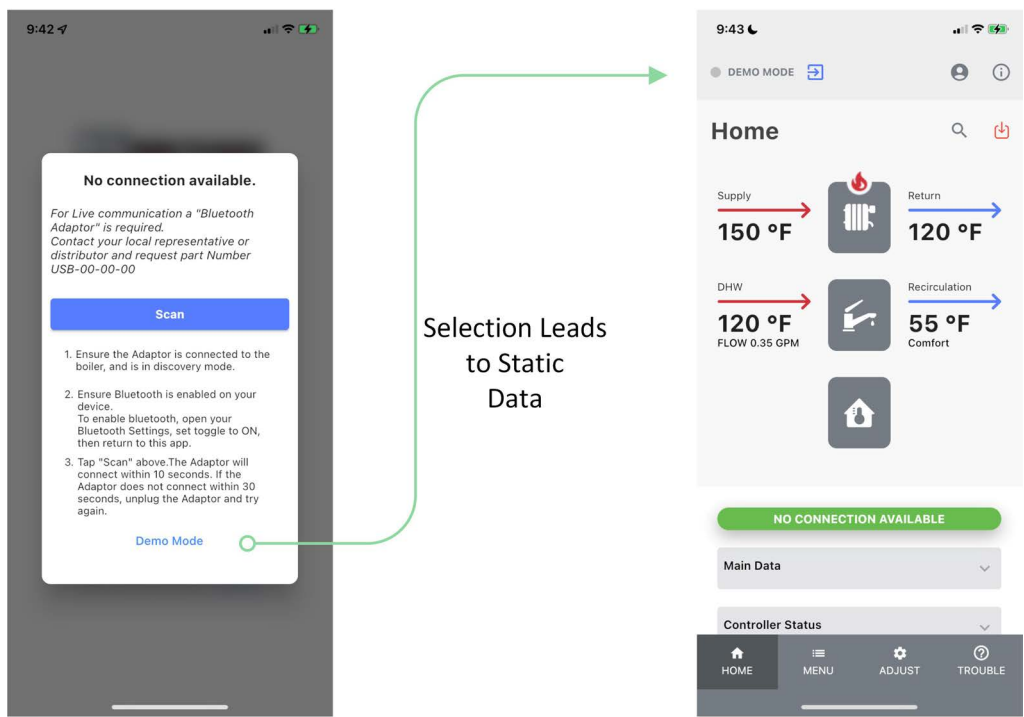 9:42
No connection available.
For Live communication a "Bluetooth
Adaptor" is required.
Contact your local representative or
distributor and request part Number
USB-00-00-00
Scan
1. Ensure the Adaptor is connected to the
boiler, and is in discovery mode.
2. Ensure Bluetooth is enabled on your
device.
To enable bluetooth, open your
Bluetooth Settings, set toggle to ON,
then return to this app.
3. Tap "Scan" above.The Adaptor will
connect within 10 seconds. If the
Adaptor does not connect within 30
seconds, unplug the Adaptor and try
again.
Demo Mode
Selection Leads
to Static
Data
9:43
DEMO MODE
Home
Supply
150 °F
Return
120 °F
DHW
120 °F
FLOW 0.35 GPM
Recirculation
55 °F
Comfort
NO CONNECTION AVAILABLE
Main Data
Controller Status
HOME
MENU
ADJUST
TROUBLE